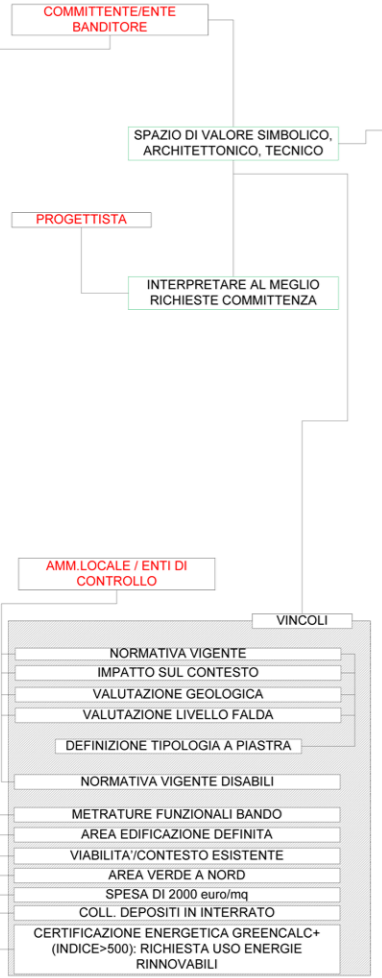 COMMITTENTE/ENTE
BANDITORE
SPAZIO DI VALORE SIMBOLICO,
ARCHITETTONICO, TECNICO
PROGETTISTA
INTERPRETARE AL MEGLIO
RICHIESTE COMMITTENZA
AMM.LOCALE / ENTI DI
CONTROLLO
VINCOLI
NORMATIVA VIGENTE
IMPATTO SUL CONTESTO
VALUTAZIONE GEOLOGICA
VALUTAZIONE LIVELLO FALDA
DEFINIZIONE TIPOLOGIA A PIASTRA
NORMATIVA VIGENTE DISABILI
METRATURE FUNZIONALI BANDO
AREA EDIFICAZIONE DEFINITA
VIABILITA'/CONTESTO ESISTENTE
AREA VERDE A NORD
SPESA DI 2000 euro/mq
COLL. DEPOSITI IN INTERRATO
CERTIFICAZIONE ENERGETICA GREENCALC+
(INDICE>500): RICHIESTA USO ENERGIE
RINNOVABILI